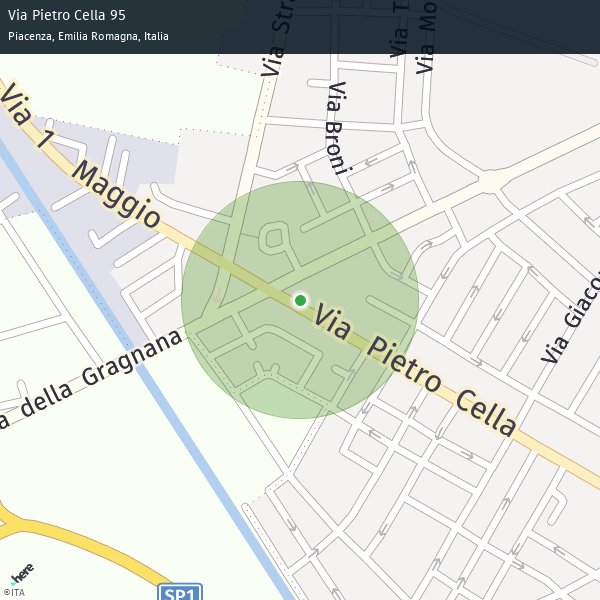 Via Pietro Cella 95
Piacenza, Emilia Romagna, Italia
Via Stra
Via T
Via Mo
Via Broni
Via 1 Maggio
Via Pietro Cella
Via Giaco
a della Gragnana
SP1
here
©ITA